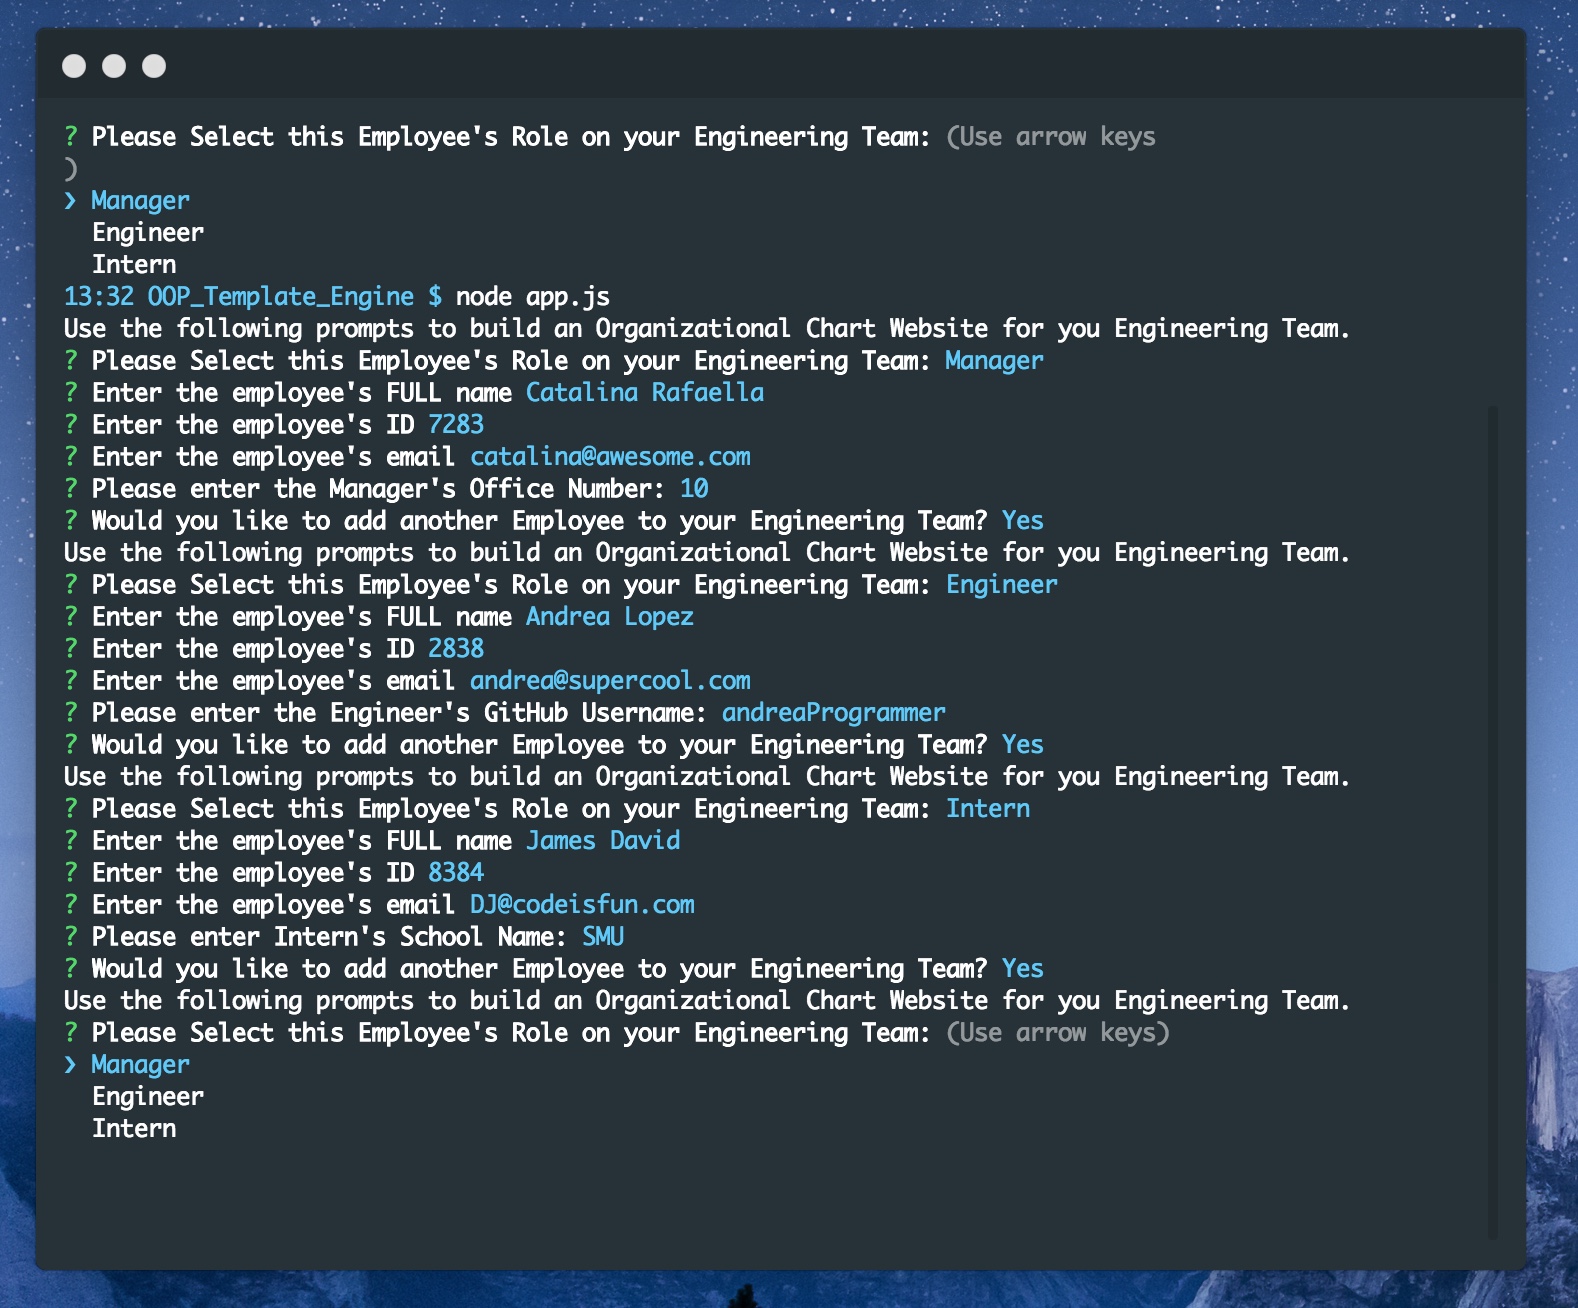 ? Please Select this Employee's Role on your Engineering Team: (Use arrow keys
)
❯ Manager
  Engineer
  Intern
13:32 OOP_Template_Engine $ node app.js
Use the following prompts to build an Organizational Chart Website for you Engineering Team.
? Please Select this Employee's Role on your Engineering Team: Manager
? Enter the employee's FULL name Catalina Rafaella
? Enter the employee's ID 7283
? Enter the employee's email catalina@awesome.com
? Please enter the Manager's Office Number: 10
? Would you like to add another Employee to your Engineering Team? Yes
Use the following prompts to build an Organizational Chart Website for you Engineering Team.
? Please Select this Employee's Role on your Engineering Team: Engineer
? Enter the employee's FULL name Andrea Lopez
? Enter the employee's ID 2838
? Enter the employee's email andrea@supercool.com
? Please enter the Engineer's GitHub Username: andreaProgrammer
? Would you like to add another Employee to your Engineering Team? Yes
Use the following prompts to build an Organizational Chart Website for you Engineering Team.
? Please Select this Employee's Role on your Engineering Team: Intern
? Enter the employee's FULL name James David
? Enter the employee's ID 8384
? Enter the employee's email DJ@codeisfun.com
? Please enter Intern's School Name: SMU
? Would you like to add another Employee to your Engineering Team? Yes
Use the following prompts to build an Organizational Chart Website for you Engineering Team.
? Please Select this Employee's Role on your Engineering Team: (Use arrow keys)
❯ Manager
  Engineer
  Intern